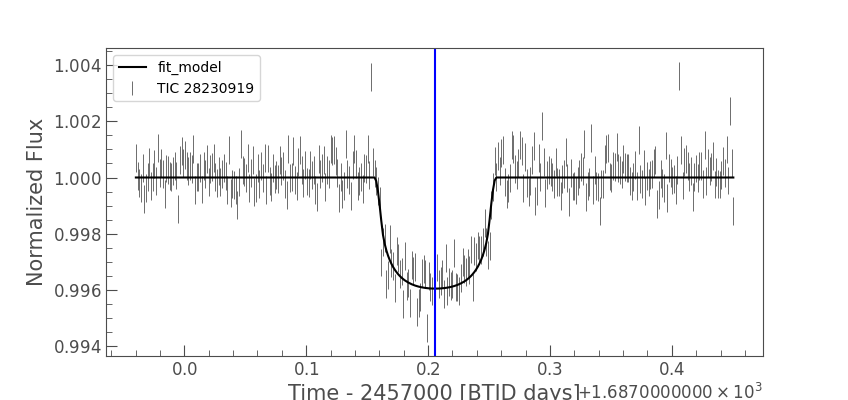 fit_model
TIC 28230919
Normalized Flux
1.004
1.002
1.000
0.998
0.996
0.994
0.0
0.1
0.2
0.3
0.4
Time - 2457000 [BTJD days]
+1.6870000000 × 10³